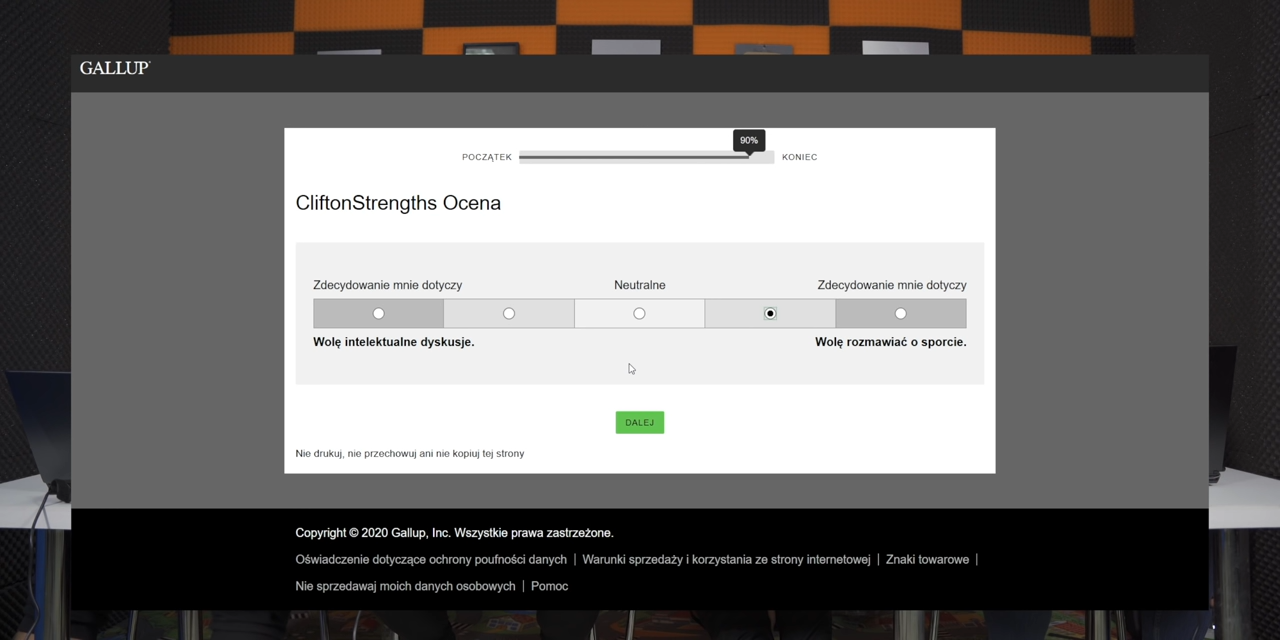 GALLUP
90%
POCZĄTEK KONIEC
CliftonStrengths Ocena
Zdecydowanie mnie dotyczy Neutralne Zdecydowanie mnie dotyczy
Wolę intelektualne dyskusje. Wolę rozmawiać o sporcie.
DALEJ
Nie drukuj, nie przechowuj ani nie kopiuj tej strony
Copyright © 2020 Gallup, Inc. Wszystkie prawa zastrzeżone.
Oświadczenie dotyczące ochrony poufności danych | Warunki sprzedaży i korzystania ze strony internetowej | Znaki towarowe |
Nie sprzedawaj moich danych osobowych | Pomoc